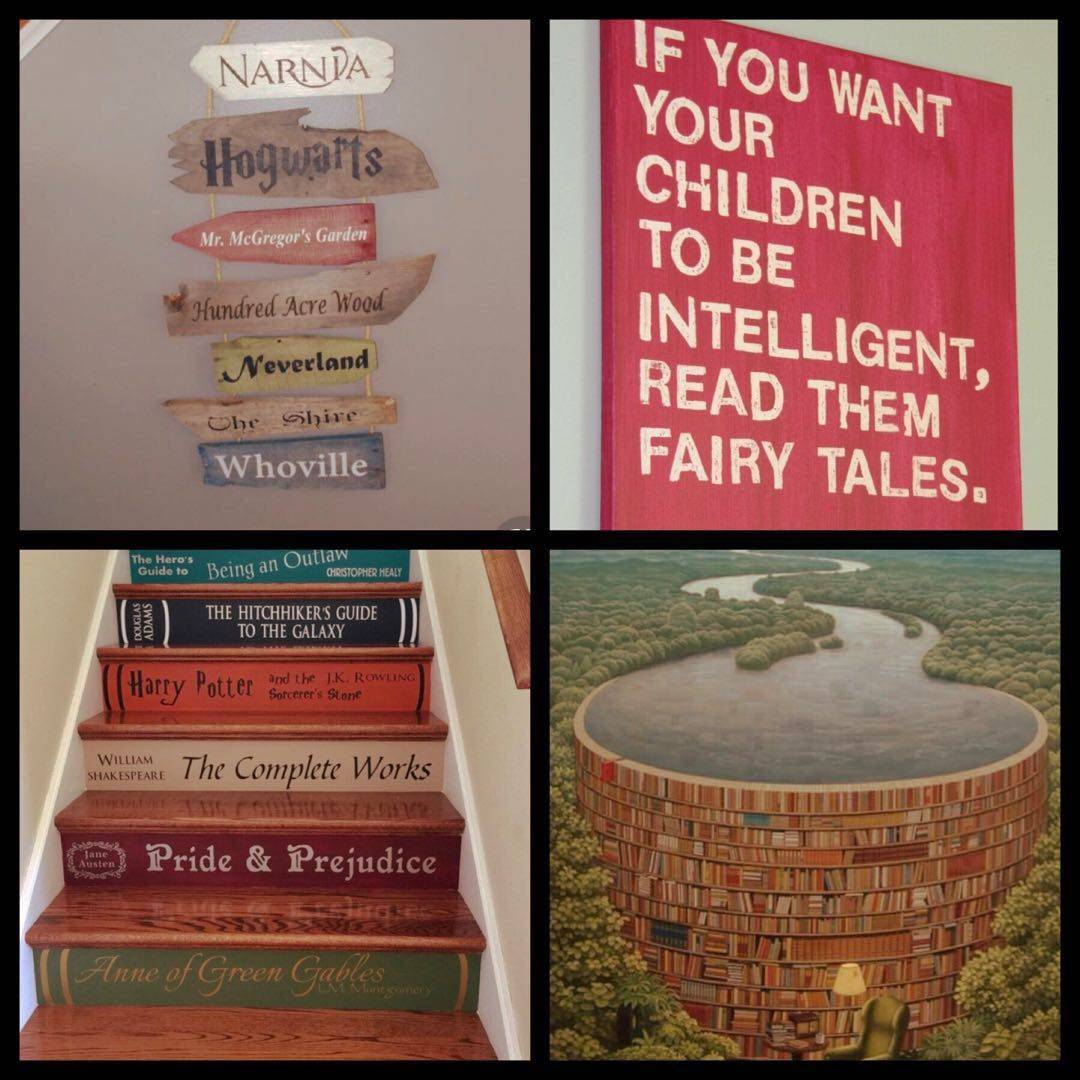 NARNIA
Hogwarts
Mr. McGregor's Garden
Hundred Acre Wood
Neverland
The Shire
Whoville
IF YOU WANT
YOUR
CHILDREN
TO BE
INTELLIGENT,
READ THEM
FAIRY TALES.
The Hero's
Guide to
Being an Outlaw
CHRISTOPHER HEALY
DOUGLAS
ADAMS
THE HITCHHIKER'S GUIDE
TO THE GALAXY
Harry Potter
and the
Sorcerer's Stone
J.K. ROWLING
WILLIAM
SHAKESPEARE
The Complete Works
Jane
Austen
Pride & Prejudice
Anne of Green Gables
L.M. Montgomery